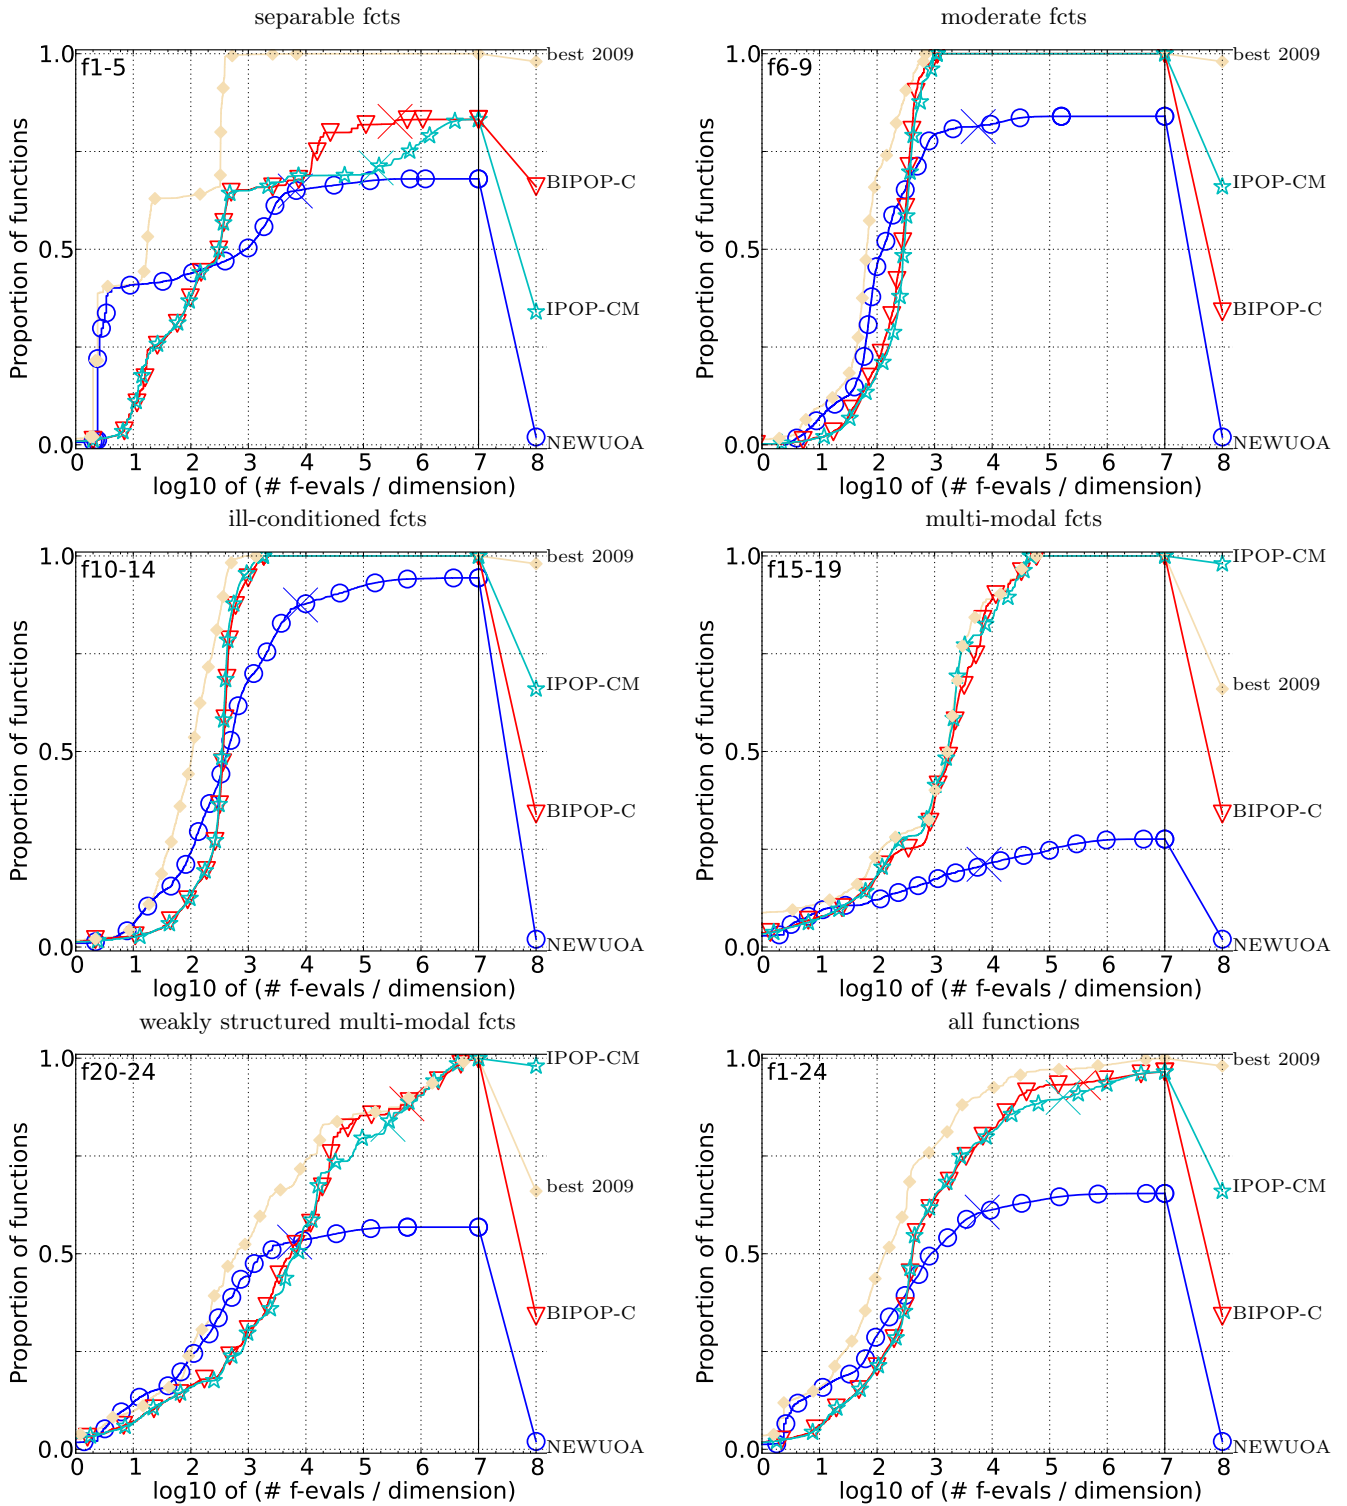 separable fcts
1.0
f1-5
best 2009
BIPOP-C
0.5
IPOP-CM
0.0
NEWUOA
0 1 2 3 4 5 6 7 8
log10 of (# f-evals / dimension)
Proportion of functions
moderate fcts
1.0
f6-9
best 2009
IPOP-CM
0.5
BIPOP-C
0.0
NEWUOA
0 1 2 3 4 5 6 7 8
log10 of (# f-evals / dimension)
Proportion of functions
ill-conditioned fcts
1.0
f10-14
best 2009
IPOP-CM
0.5
BIPOP-C
0.0
NEWUOA
0 1 2 3 4 5 6 7 8
log10 of (# f-evals / dimension)
Proportion of functions
multi-modal fcts
1.0
f15-19
IPOP-CM
best 2009
0.5
BIPOP-C
0.0
NEWUOA
0 1 2 3 4 5 6 7 8
log10 of (# f-evals / dimension)
Proportion of functions
weakly structured multi-modal fcts
1.0
f20-24
IPOP-CM
best 2009
0.5
BIPOP-C
0.0
NEWUOA
0 1 2 3 4 5 6 7 8
log10 of (# f-evals / dimension)
Proportion of functions
all functions
1.0
f1-24
best 2009
IPOP-CM
0.5
BIPOP-C
0.0
NEWUOA
0 1 2 3 4 5 6 7 8
log10 of (# f-evals / dimension)
Proportion of functions